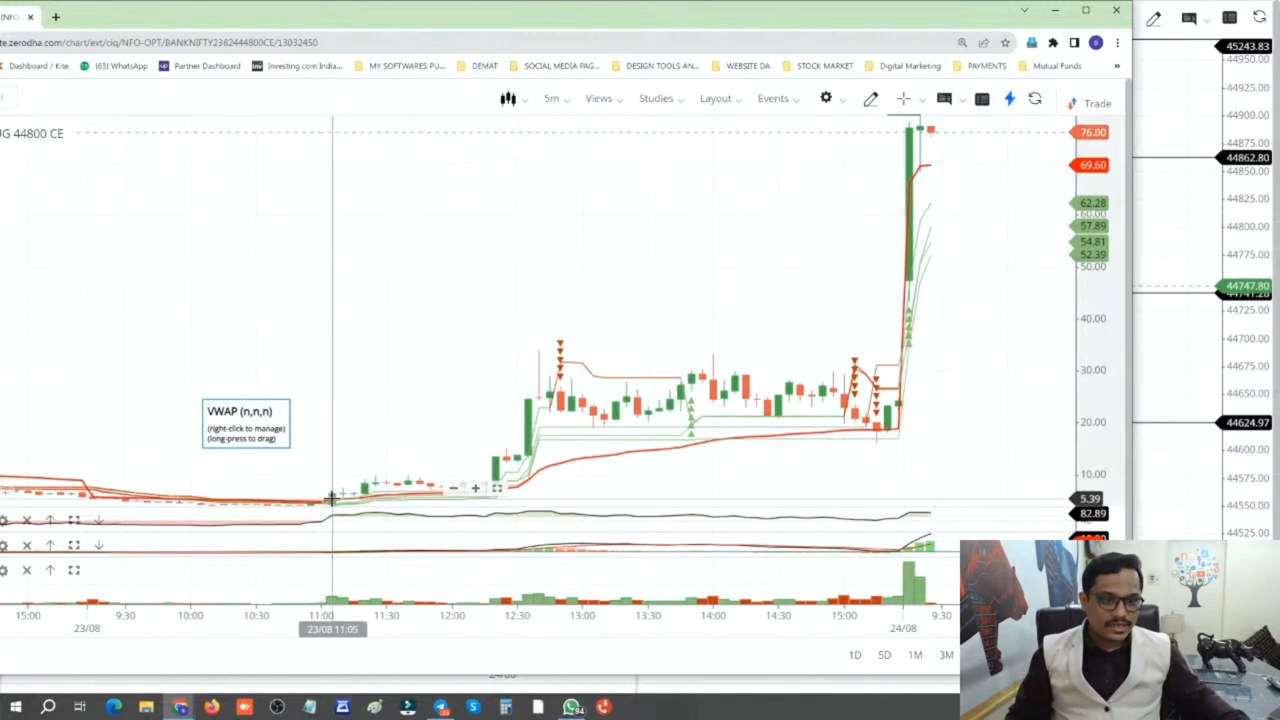 (NFO-
te.zerodha.com/chart/ext/ciq/NFO-OPT/BANKNIFTY2382444800CE/13032450
Dashboard / Kite
(63) WhatsApp
Partner Dashboard
Investing.com India...
MY SOFTWARES PU...
DEMAT
SOCIAL MEDIA PAG...
DESIGN TOOLS AN...
WEBSITE DA
STOCK MARKET
Digital Marketing
PAYMENTS
Mutual Funds
»
5m
Views
Studies
Layout
Events
Trade
UG 44800 CE
76.00
69.60
62.28
60.00
57.89
54.81
52.39
50.00
40.00
30.00
20.00
10.00
5.39
82.89
VWAP (n,n,n)
(right-click to manage)
(long-press to drag)
15:00
9:30
10:00
10:30
11:00
11:30
12:00
12:30
13:00
13:30
14:00
14:30
15:00
9:30
23/08
23/08 11:05
24/08
1D
5D
1M
3M
45243.83
44950.00
44925.00
44900.00
44875.00
44862.80
44850.00
44825.00
44800.00
44775.00
44747.80
44725.00
44700.00
44675.00
44650.00
44624.97
44600.00
44575.00
44550.00
44525.00